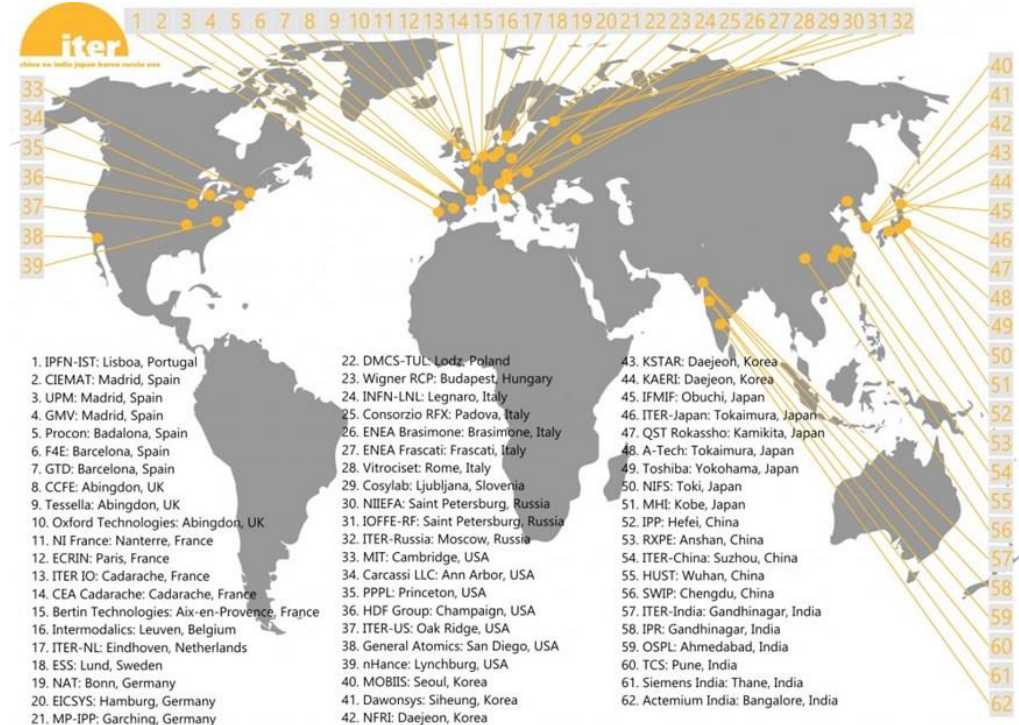 1 2 3 4 5 6 7 8 9 10 11 12 13 14 15 16 17 18 19 20 21 22 23 24 25 26 27 28 29 30 31 32
iter
china eu india japan korea russia usa
33
34
35
36
37
38
39
40
41
42
43
44
45
46
47
48
49
50
51
52
53
54
55
56
57
58
59
60
61
62
1. IPFN-IST: Lisboa, Portugal
2. CIEMAT: Madrid, Spain
3. UPM: Madrid, Spain
4. GMV: Madrid, Spain
5. Procon: Badalona, Spain
6. F4E: Barcelona, Spain
7. GTD: Barcelona, Spain
8. CCFE: Abingdon, UK
9. Tessella: Abingdon, UK
10. Oxford Technologies: Abingdon, UK
11. NI France: Nanterre, France
12. ECRIN: Paris, France
13. ITER IO: Cadarache, France
14. CEA Cadarache: Cadarache, France
15. Bertin Technologies: Aix-en-Provence, France
16. Intermodalics: Leuven, Belgium
17. ITER-NL: Eindhoven, Netherlands
18. ESS: Lund, Sweden
19. NAT: Bonn, Germany
20. EICSYS: Hamburg, Germany
21. MP-IPP: Garching, Germany
22. DMCS-TUL: Lodz, Poland
23. Wigner RCP: Budapest, Hungary
24. INFN-LNL: Legnaro, Italy
25. Consorzio RFX: Padova, Italy
26. ENEA Brasimone: Brasimone, Italy
27. ENEA Frascati: Frascati, Italy
28. Vitrociset: Rome, Italy
29. Cosylab: Ljubljana, Slovenia
30. NIIEFA: Saint Petersburg, Russia
31. IOFFE-RF: Saint Petersburg, Russia
32. ITER-Russia: Moscow, Russia
33. MIT: Cambridge, USA
34. Carcassi LLC: Ann Arbor, USA
35. PPPL: Princeton, USA
36. HDF Group: Champaign, USA
37. ITER-US: Oak Ridge, USA
38. General Atomics: San Diego, USA
39. nHance: Lynchburg, USA
40. MOBIIS: Seoul, Korea
41. Dawonsys: Siheung, Korea
42. NFRI: Daejeon, Korea
43. KSTAR: Daejeon, Korea
44. KAERI: Daejeon, Korea
45. IFMIF: Obuchi, Japan
46. ITER-Japan: Tokaimura, Japan
47. QST Rokassho: Kamikita, Japan
48. A-Tech: Tokaimura, Japan
49. Toshiba: Yokohama, Japan
50. NIFS: Toki, Japan
51. MHI: Kobe, Japan
52. IPP: Hefei, China
53. RXPE: Anshan, China
54. ITER-China: Suzhou, China
55. HUST: Wuhan, China
56. SWIP: Chengdu, China
57. ITER-India: Gandhinagar, India
58. IPR: Gandhinagar, India
59. OSPL: Ahmedabad, India
60. TCS: Pune, India
61. Siemens India: Thane, India
62. Actemium India: Bangalore, India